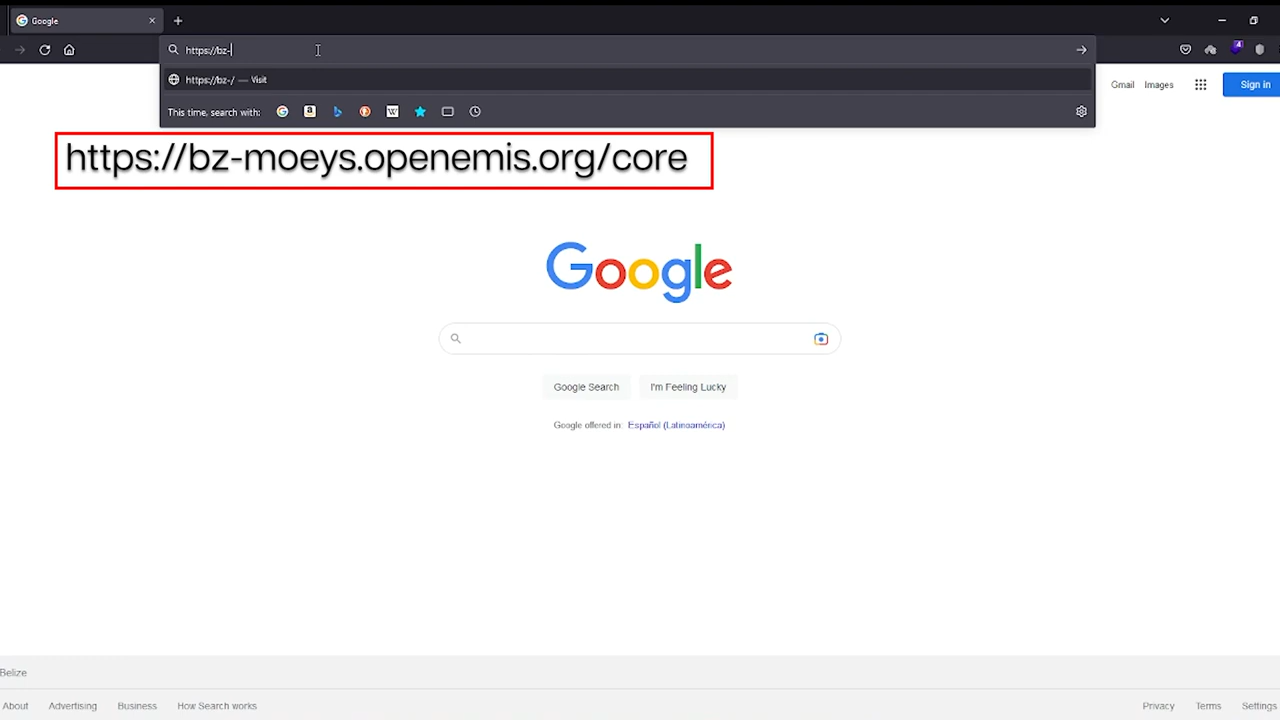 Google
https://bz-
https://bz-/ — Visit
This time, search with:
4
Gmail
Images
Sign in
https://bz-moeys.openemis.org/core
Google
Google Search
I'm Feeling Lucky
Google offered in: Español (Latinoamérica)
Belize
About
Advertising
Business
How Search works
Privacy
Terms
Settings